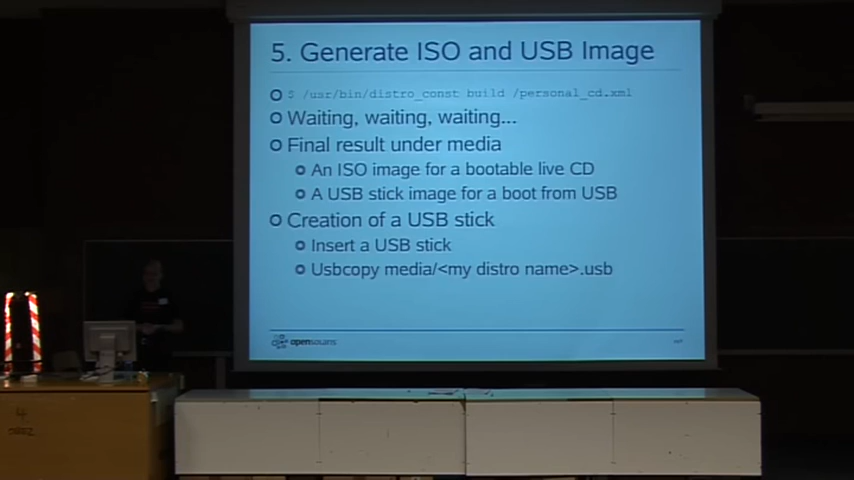 5. Generate ISO and USB Image
$ /usr/bin/distro_const build /personal_cd.xml
Waiting, waiting, waiting...
Final result under media
An ISO image for a bootable live CD
A USB stick image for a boot from USB
Creation of a USB stick
Insert a USB stick
Usbcopy media/<my distro name>.usb
opensolaris